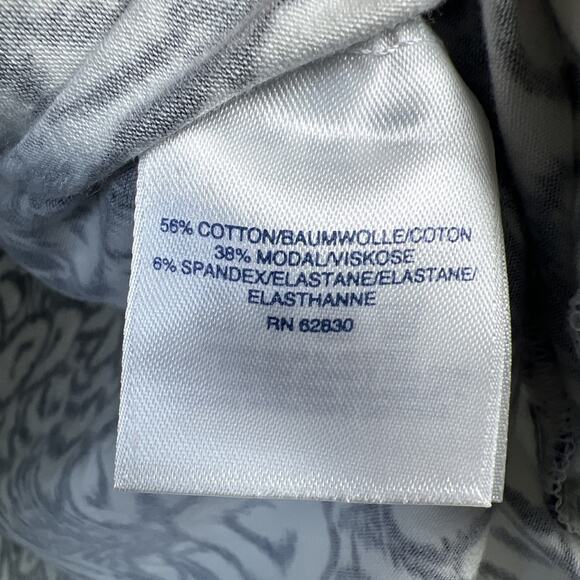 56% COTTON/BAUMWOLLE/COTON
38% MODAL/VISKOSE
6% SPANDEX/ELASTANE/ELASTANE/
ELASTHANNE
RN 62830